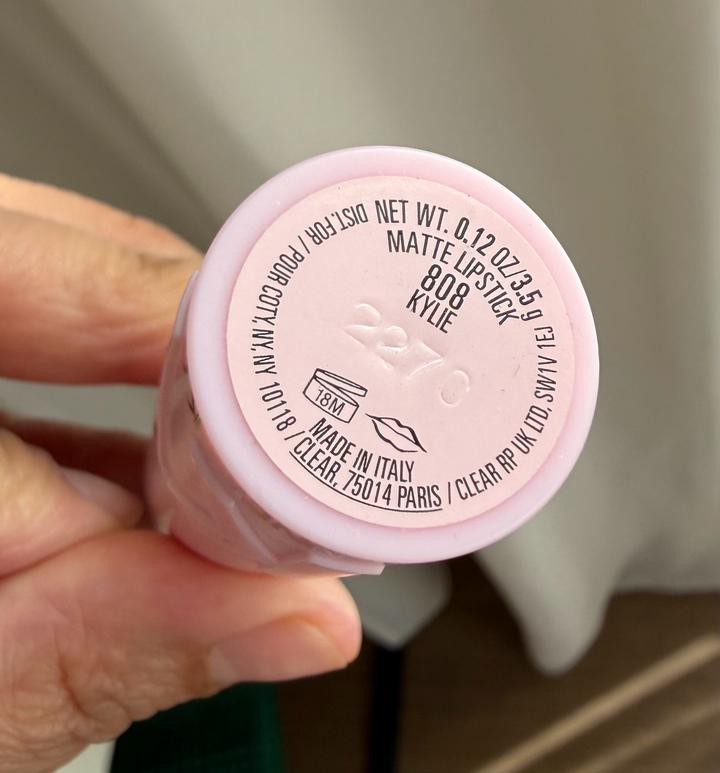 NET WT. 0.12 OZ/3.5 g
MATTE LIPSTICK
808
KYLIE
2270
18M
MADE IN ITALY
DIST.FOR / POUR COTY, NY, NY 10118 / CLEAR, 75014 PARIS / CLEAR RP UK LTD, SW1V 1EJ